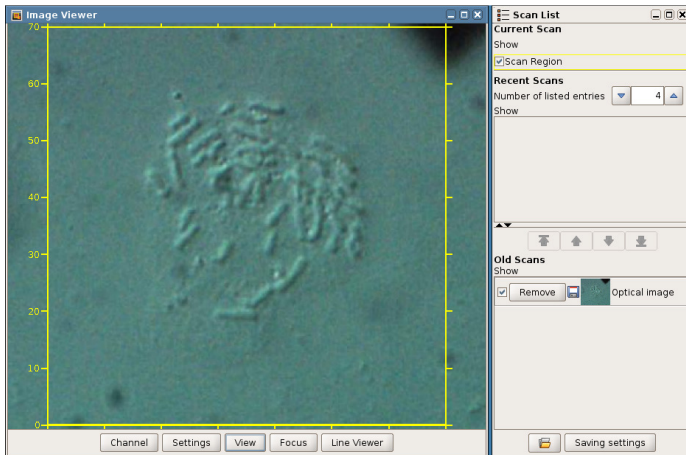 Image Viewer
70
60
50
40
30
20
10
0
Channel
Settings
View
Focus
Line Viewer
Scan List
Current Scan
Show
Scan Region
Recent Scans
Number of listed entries 4
Show
Old Scans
Show
Remove Optical image
Saving settings